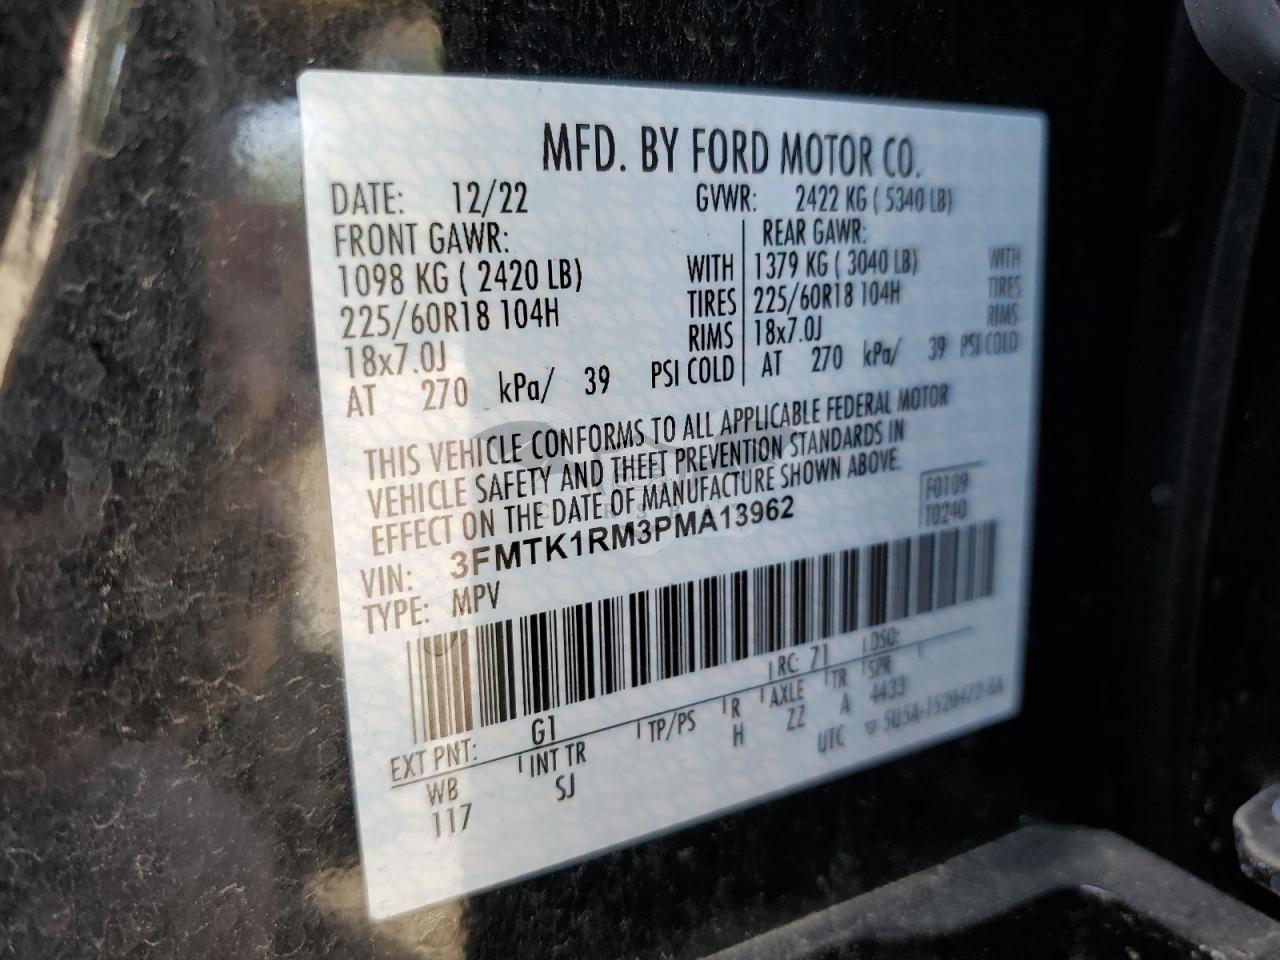 MFD. BY FORD MOTOR CO.
DATE: 12/22 GVWR: 2422 KG ( 5340 LB)
FRONT GAWR: REAR GAWR:
1098 KG ( 2420 LB) WITH 1379 KG ( 3040 LB) WITH
225/60R18 104H TIRES 225/60R18 104H TIRES
18x7.0J RIMS 18x7.0J RIMS
AT 270 kPa/ 39 PSI COLD AT 270 kPa/ 39 PSI COLD
THIS VEHICLE CONFORMS TO ALL APPLICABLE FEDERAL MOTOR
VEHICLE SAFETY AND THEFT PREVENTION STANDARDS IN
EFFECT ON THE DATE OF MANUFACTURE SHOWN ABOVE.
VIN: 3FMTK1RM3PMA13962 F0109
TYPE: MPV T0240
EXT PNT: G1 RC: 71 DSO:
WB INT TR TP/PS R AXLE TR SPR
117 SJ H ZZ A 4433
UTC ▽ 5U5A-1520472-BA